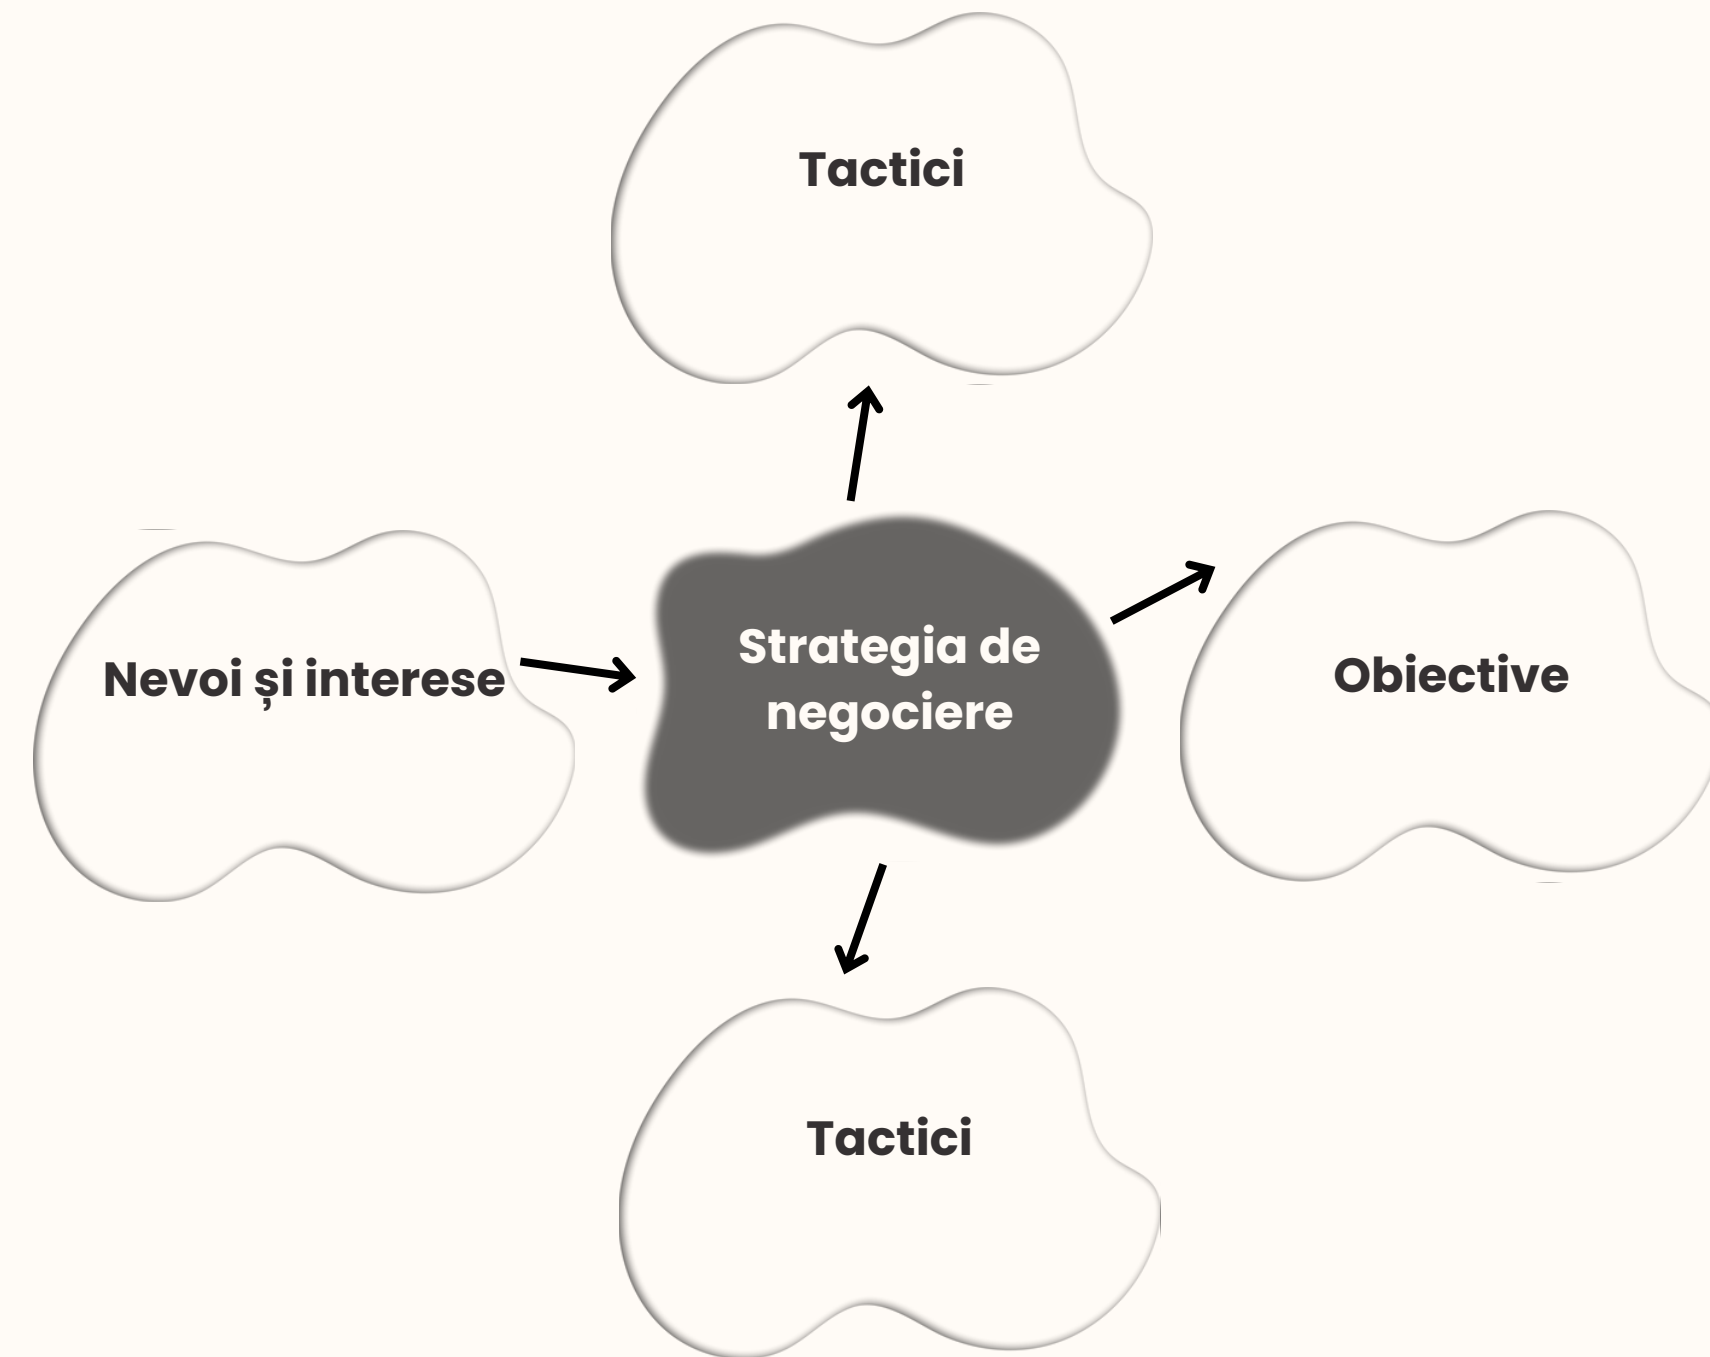 Tactici
Nevoi și interese
Strategia de
negociere
Obiective
Tactici